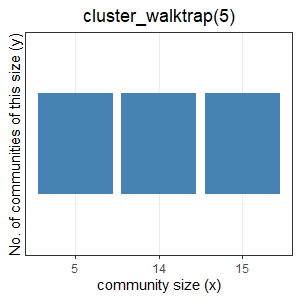 cluster_walktrap(5)
No. of communities of this size (y)
5 14 15
community size (x)